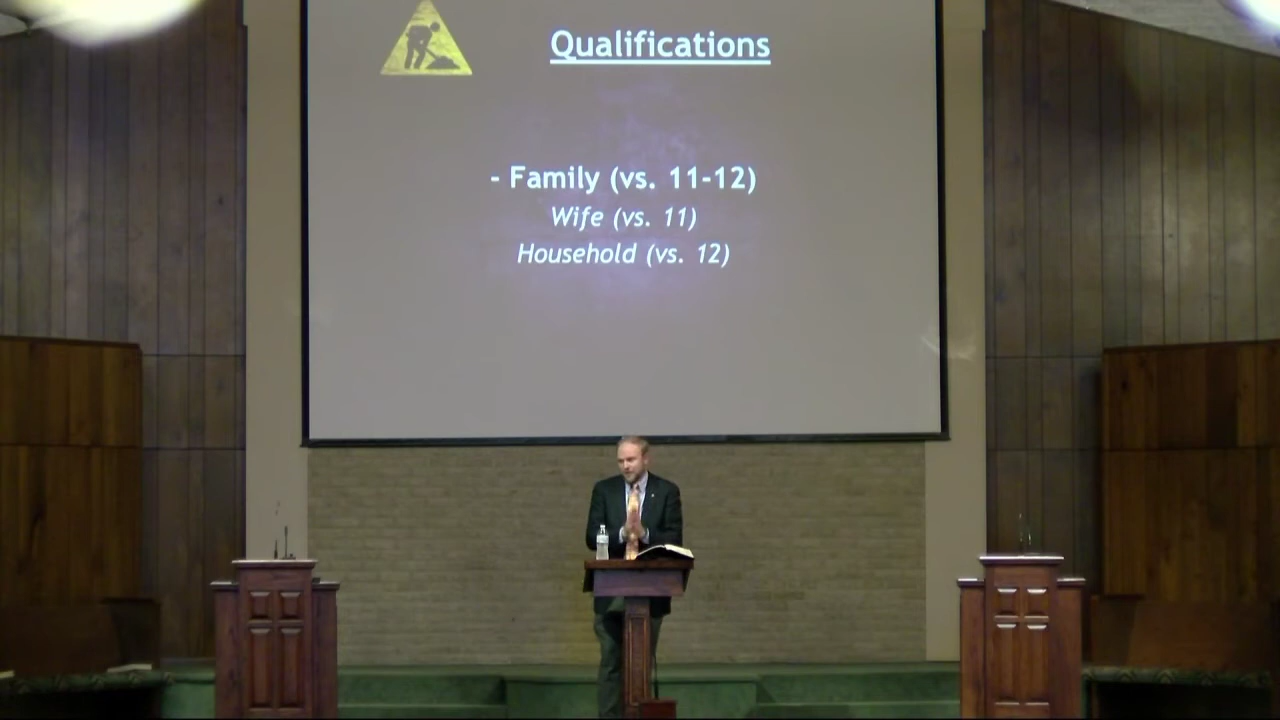 Qualifications
- Family (vs. 11-12)
Wife (vs. 11)
Household (vs. 12)